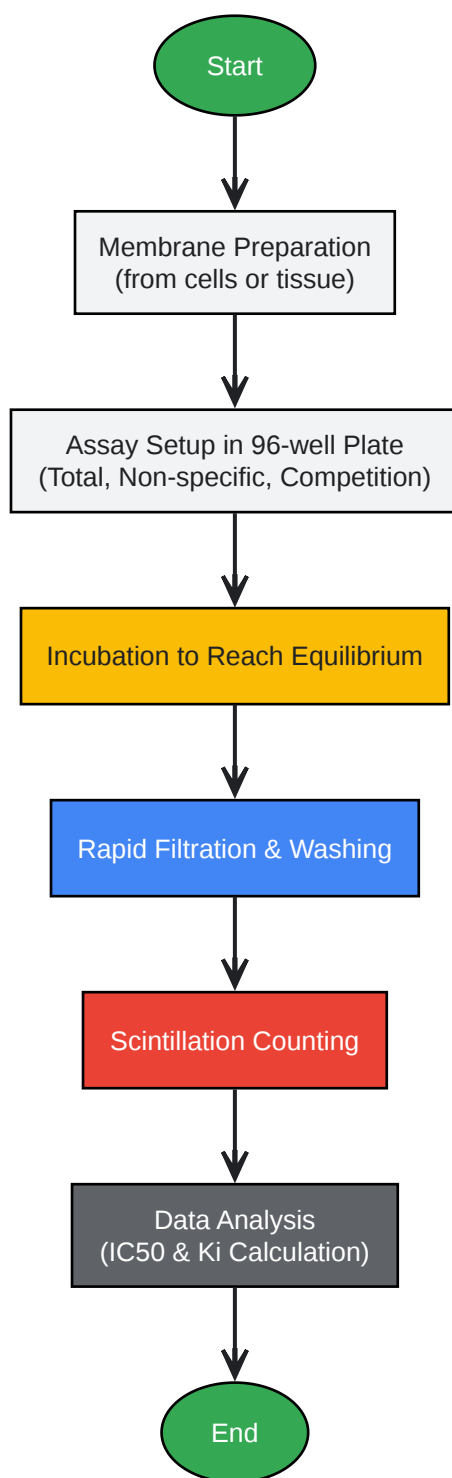 Start
Membrane Preparation
(from cells or tissue)
Assay Setup in 96-well Plate
(Total, Non-specific, Competition)
Incubation to Reach Equilibrium
Rapid Filtration & Washing
Scintillation Counting
Data Analysis
(IC50 & Ki Calculation)
End